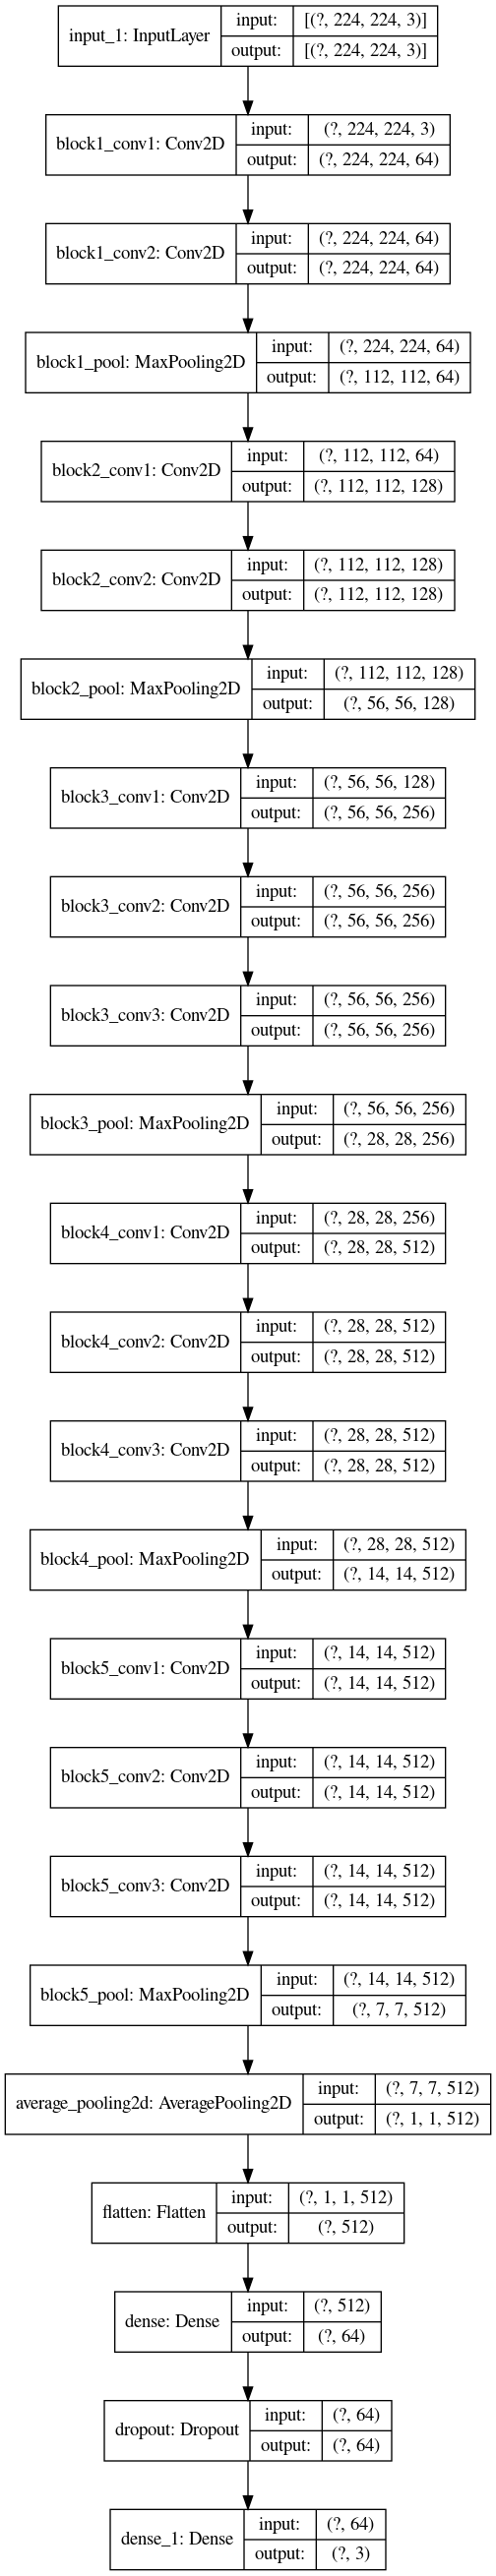 input_1: InputLayer
input: [(?, 224, 224, 3)]
output: [(?, 224, 224, 3)]
block1_conv1: Conv2D
input: (?, 224, 224, 3)
output: (?, 224, 224, 64)
block1_conv2: Conv2D
input: (?, 224, 224, 64)
output: (?, 224, 224, 64)
block1_pool: MaxPooling2D
input: (?, 224, 224, 64)
output: (?, 112, 112, 64)
block2_conv1: Conv2D
input: (?, 112, 112, 64)
output: (?, 112, 112, 128)
block2_conv2: Conv2D
input: (?, 112, 112, 128)
output: (?, 112, 112, 128)
block2_pool: MaxPooling2D
input: (?, 112, 112, 128)
output: (?, 56, 56, 128)
block3_conv1: Conv2D
input: (?, 56, 56, 128)
output: (?, 56, 56, 256)
block3_conv2: Conv2D
input: (?, 56, 56, 256)
output: (?, 56, 56, 256)
block3_conv3: Conv2D
input: (?, 56, 56, 256)
output: (?, 56, 56, 256)
block3_pool: MaxPooling2D
input: (?, 56, 56, 256)
output: (?, 28, 28, 256)
block4_conv1: Conv2D
input: (?, 28, 28, 256)
output: (?, 28, 28, 512)
block4_conv2: Conv2D
input: (?, 28, 28, 512)
output: (?, 28, 28, 512)
block4_conv3: Conv2D
input: (?, 28, 28, 512)
output: (?, 28, 28, 512)
block4_pool: MaxPooling2D
input: (?, 28, 28, 512)
output: (?, 14, 14, 512)
block5_conv1: Conv2D
input: (?, 14, 14, 512)
output: (?, 14, 14, 512)
block5_conv2: Conv2D
input: (?, 14, 14, 512)
output: (?, 14, 14, 512)
block5_conv3: Conv2D
input: (?, 14, 14, 512)
output: (?, 14, 14, 512)
block5_pool: MaxPooling2D
input: (?, 14, 14, 512)
output: (?, 7, 7, 512)
average_pooling2d: AveragePooling2D
input: (?, 7, 7, 512)
output: (?, 1, 1, 512)
flatten: Flatten
input: (?, 1, 1, 512)
output: (?, 512)
dense: Dense
input: (?, 512)
output: (?, 64)
dropout: Dropout
input: (?, 64)
output: (?, 64)
dense_1: Dense
input: (?, 64)
output: (?, 3)